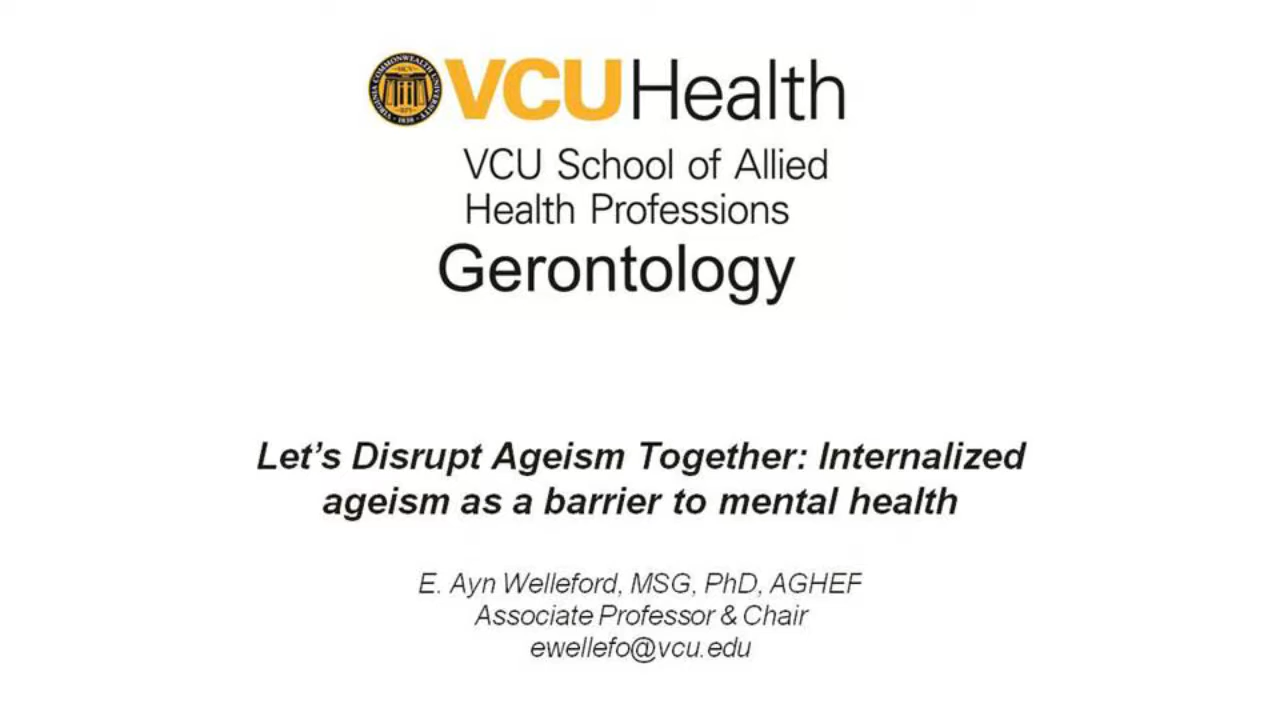 VCUHealth
VCU School of Allied
Health Professions
Gerontology
Let's Disrupt Ageism Together: Internalized
ageism as a barrier to mental health
E. Ayn Welleford, MSG, PhD, AGHEF
Associate Professor & Chair
ewellefo@vcu.edu